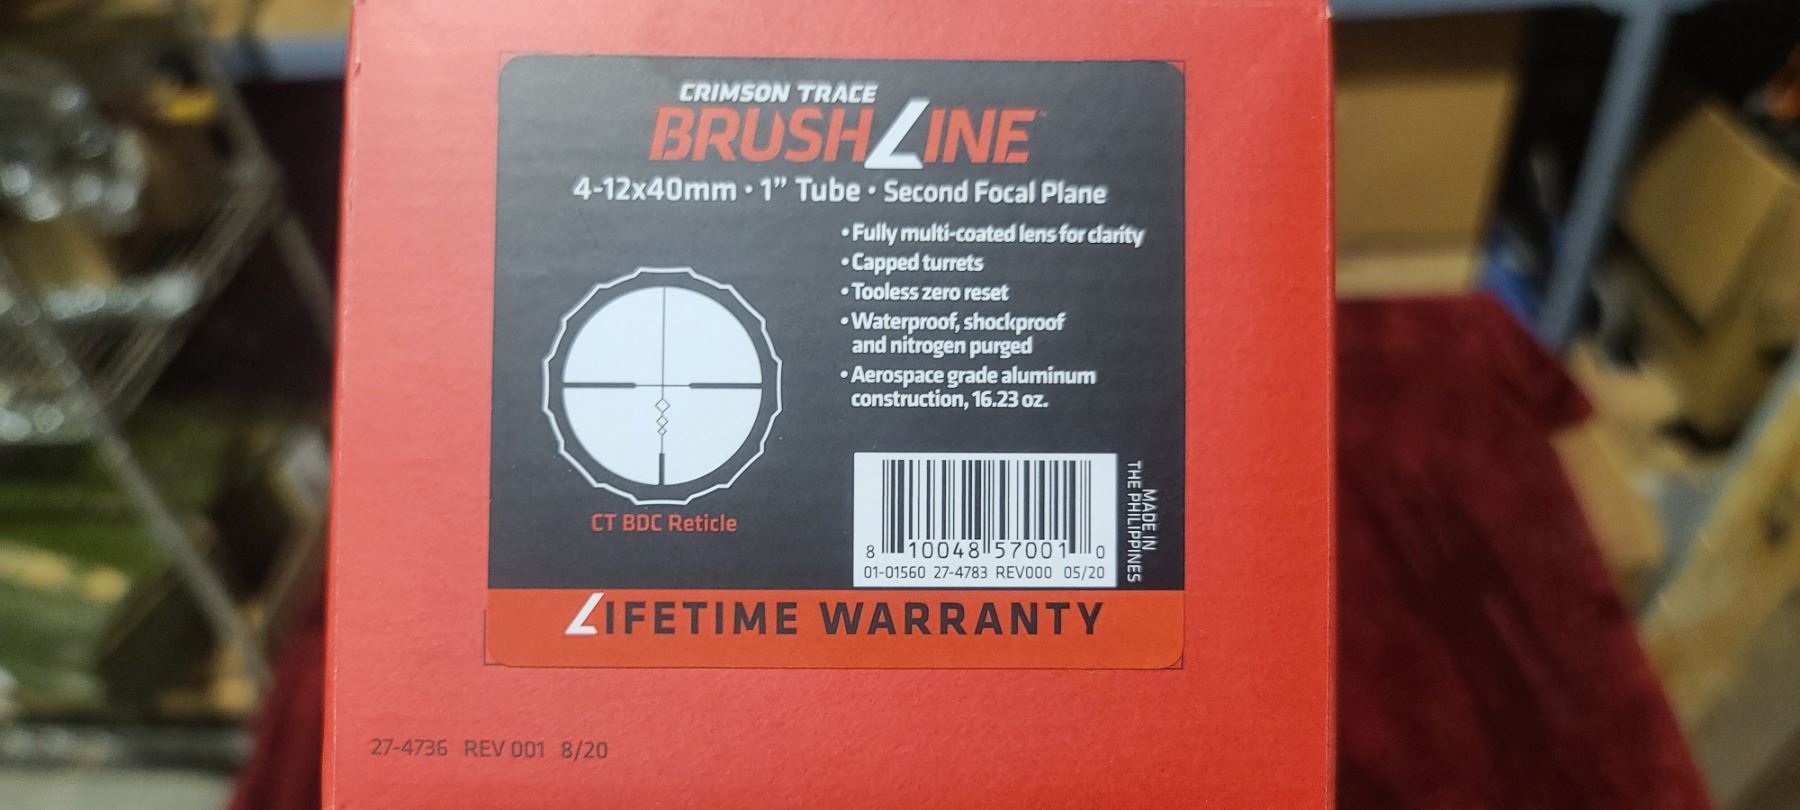 CRIMSON TRACE
BRUSHLINE™
4-12x40mm • 1” Tube • Second Focal Plane
• Fully multi-coated lens for clarity
• Capped turrets
• Tooless zero reset
• Waterproof, shockproof
and nitrogen purged
• Aerospace grade aluminum
construction, 16.23 oz.
CT BDC Reticle
8 10048 57001 0
01-01560 27-4783 REV000 05/20
MADE IN
THE PHILIPPINES
LIFETIME WARRANTY
27-4736 REV 001 8/20